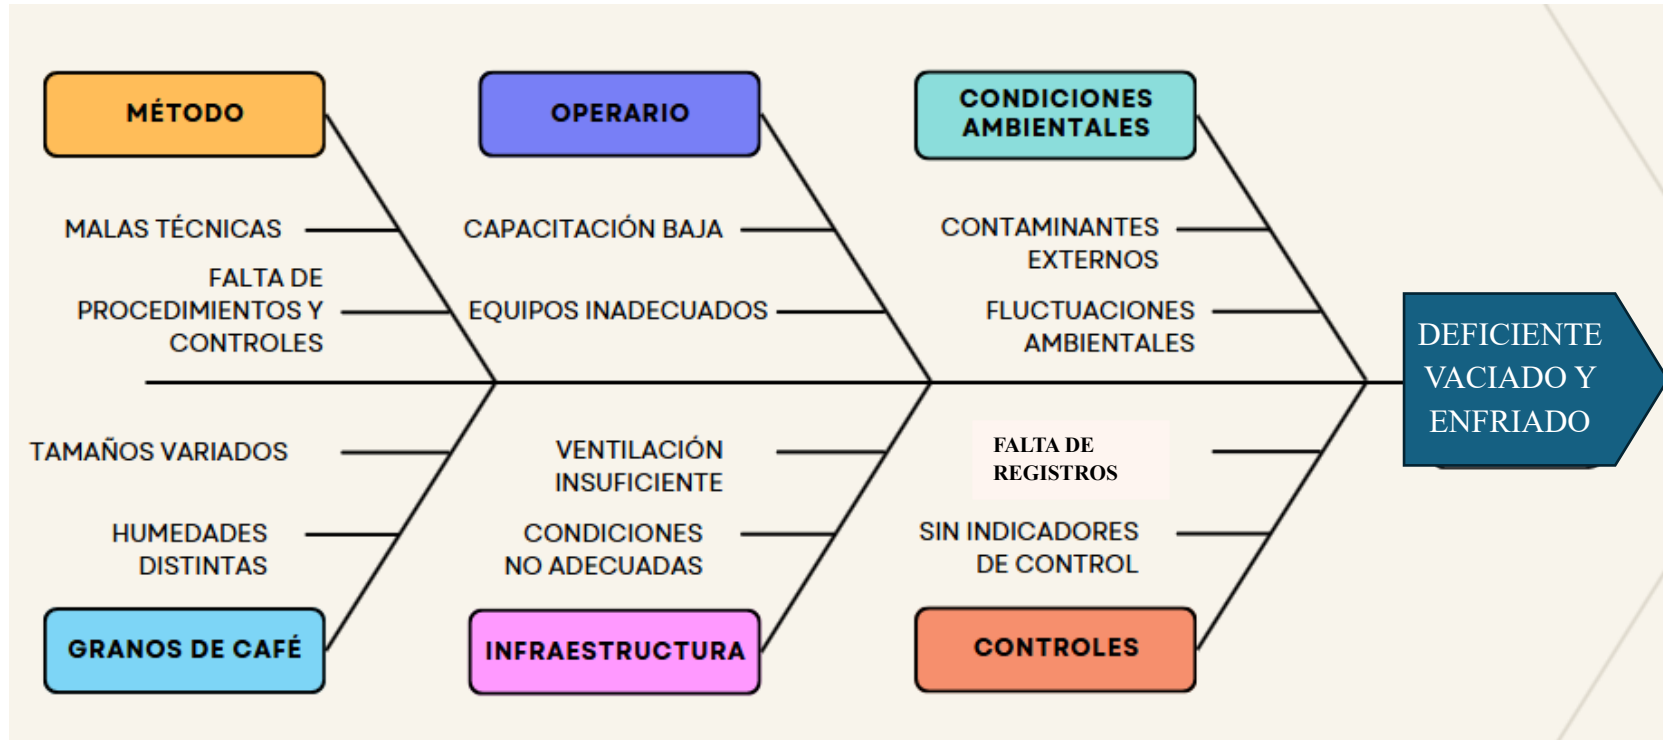 MÉTODO
OPERARIO
CONDICIONES
AMBIENTALES
MALAS TÉCNICAS
FALTA DE
PROCEDIMIENTOS Y
CONTROLES
CAPACITACIÓN BAJA
EQUIPOS INADECUADOS
CONTAMINANTES
EXTERNOS
FLUCTUACIONES
AMBIENTALES
DEFICIENTE
VACIADO Y
ENFRIADO
TAMAÑOS VARIADOS
HUMEDADES
DISTINTAS
VENTILACIÓN
INSUFICIENTE
CONDICIONES
NO ADECUADAS
FALTA DE
REGISTROS
SIN INDICADORES
DE CONTROL
GRANOS DE CAFÉ
INFRAESTRUCTURA
CONTROLES